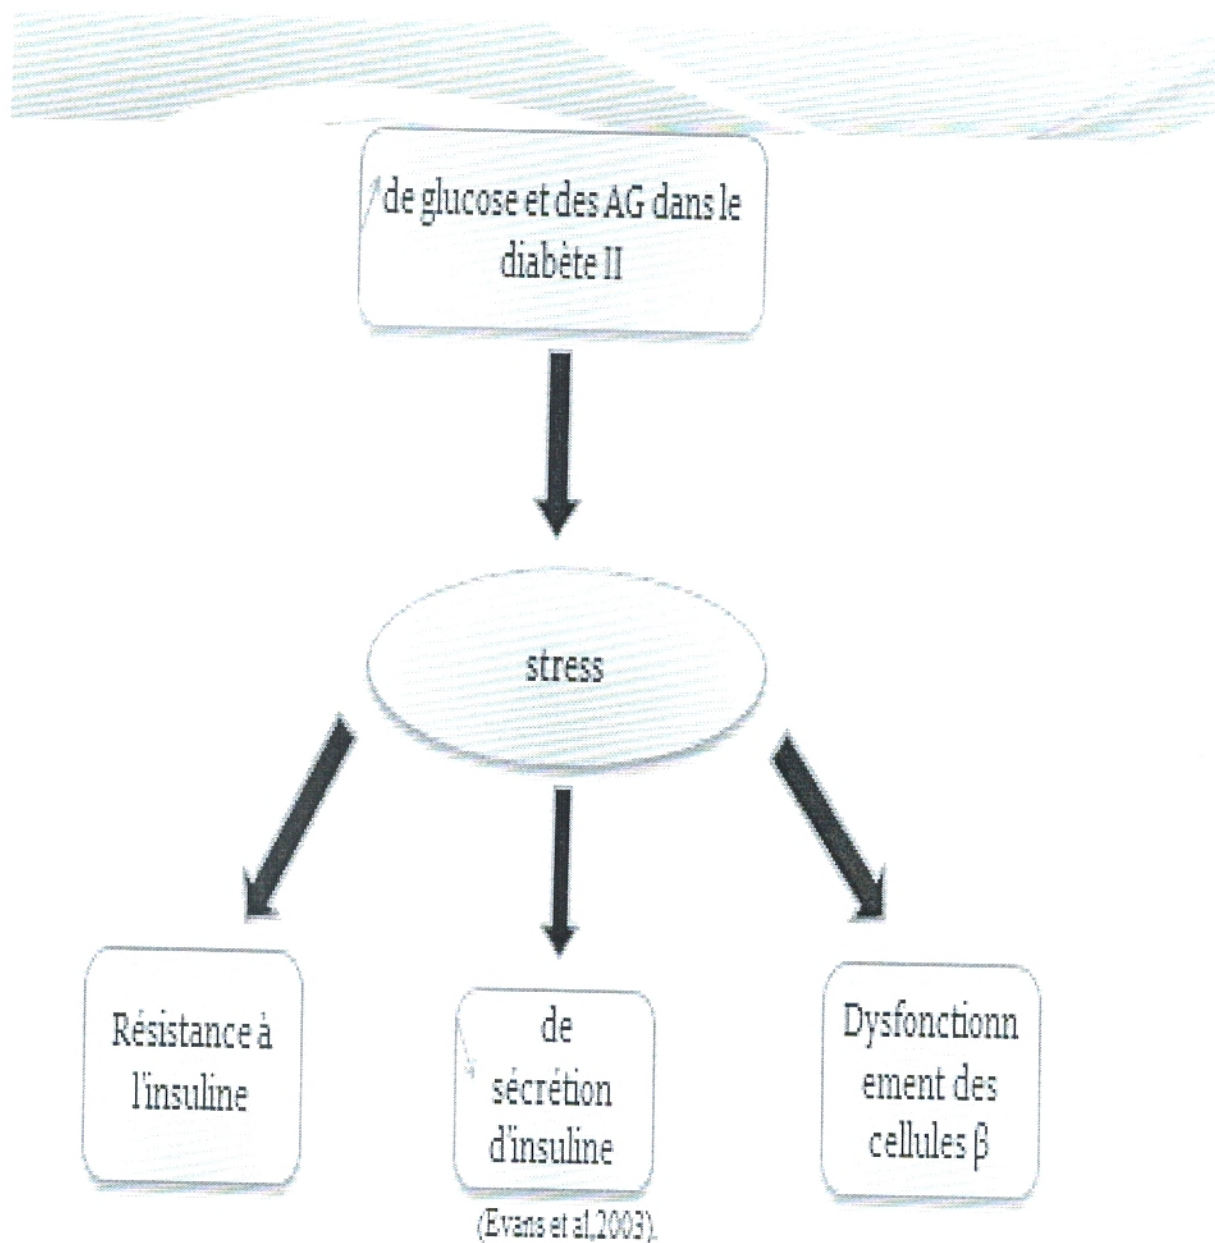 de glucose et des AG dans le
diabète II
stress
Résistance à
l'insuline
de
sécrétion
d'insuline
Dysfonctionn
ement des
cellules β
(Evans et al,2003).